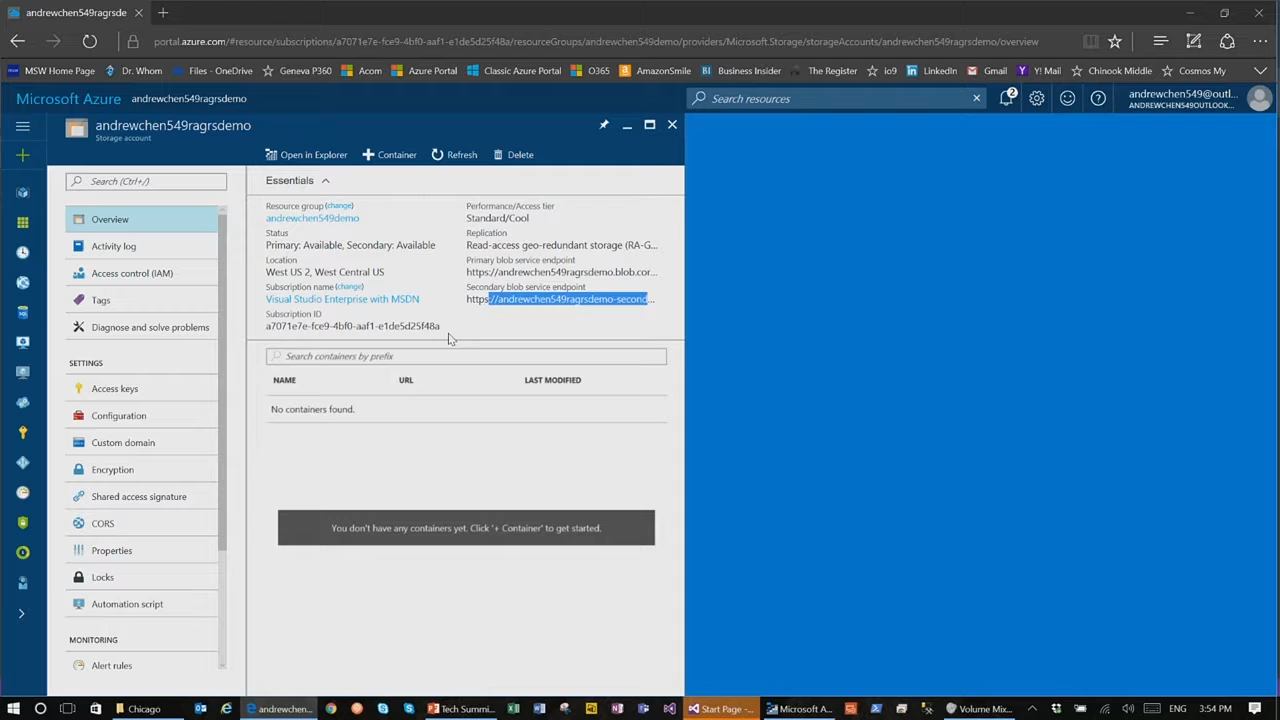 andrewchen549ragrsde
portal.azure.com/#resource/subscriptions/a7071e7e-fce9-4bf0-aaf1-e1de5d25f48a/resourceGroups/andrewchen549demo/providers/Microsoft.Storage/storageAccounts/andrewchen549ragrsdemo/overview
MSW Home Page Dr. Whom Files - OneDrive Geneva P360 Acom Azure Portal Classic Azure Portal O365 AmazonSmile BI Business Insider The Register io9 LinkedIn Gmail Y! Mail Chinook Middle Cosmos My
Microsoft Azure andrewchen549ragrsdemo
Search resources
2
andrewchen549@outl...
ANDREWCHEN549OUTLOOK...
andrewchen549ragrsdemo
Storage account
Open in Explorer Container Refresh Delete
Search (Ctrl+/)
Overview
Activity log
Access control (IAM)
Tags
Diagnose and solve problems
SETTINGS
Access keys
Configuration
Custom domain
Encryption
Shared access signature
CORS
Properties
Locks
Automation script
MONITORING
Alert rules
Essentials
Resource group (change)
andrewchen549demo
Status
Primary: Available, Secondary: Available
Location
West US 2, West Central US
Subscription name (change)
Visual Studio Enterprise with MSDN
Subscription ID
a7071e7e-fce9-4bf0-aaf1-e1de5d25f48a
Performance/Access tier
Standard/Cool
Replication
Read-access geo-redundant storage (RA-G...
Primary blob service endpoint
https://andrewchen549ragrsdemo.blob.cor...
Secondary blob service endpoint
https://andrewchen549ragrsdemo-second...
Search containers by prefix
NAME URL LAST MODIFIED
No containers found.
You don't have any containers yet. Click '+ Container' to get started.
Chicago andrewchen... Tech Summi... Start Page -... Microsoft A... Volume Mix... ENG 3:54 PM